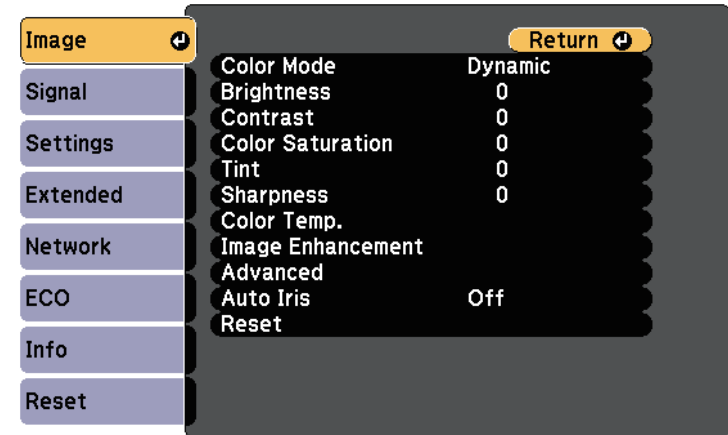 Image
Signal
Settings
Extended
Network
ECO
Info
Reset
Return
Color Mode Dynamic
Brightness 0
Contrast 0
Color Saturation 0
Tint 0
Sharpness 0
Color Temp.
Image Enhancement
Advanced
Auto Iris Off
Reset